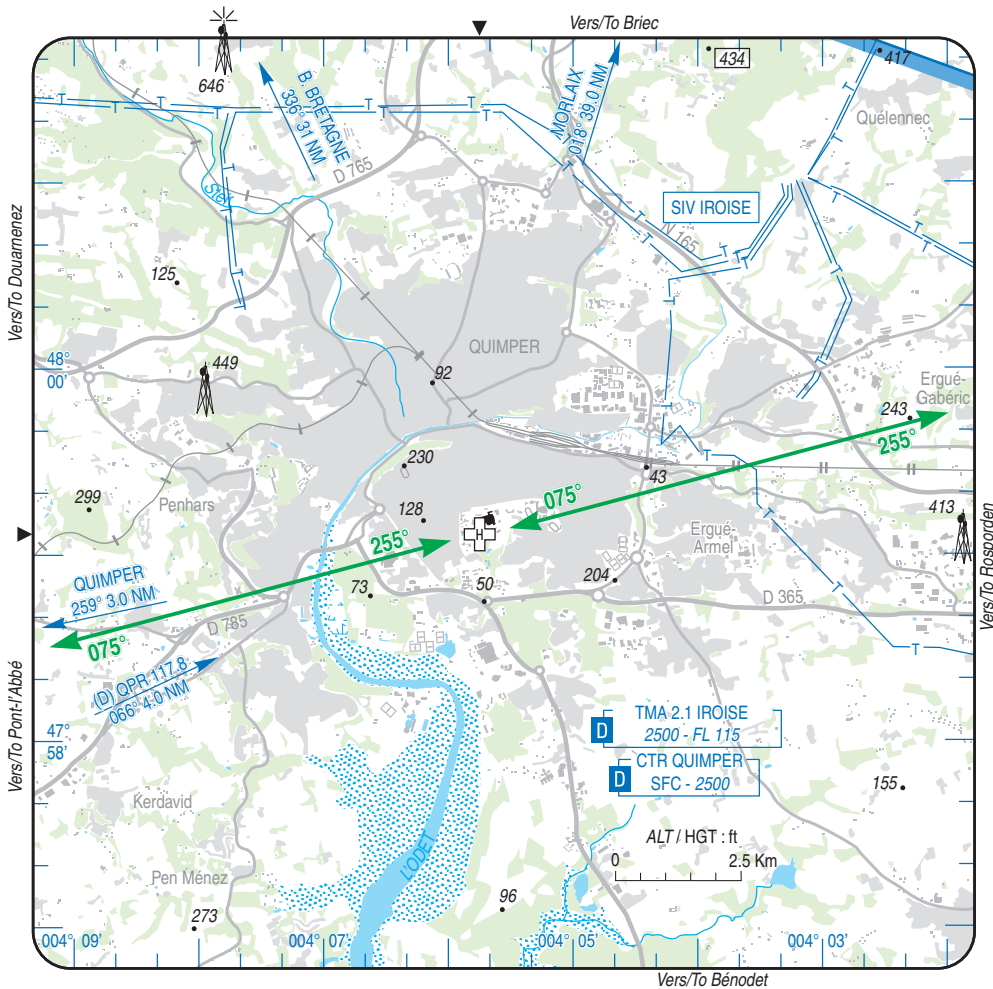 Vers/To Briec
646
B. BRETAGNE
336° 31 NM
MORLAIX
018° 39.0 NM
434
417
Quélennec
D 765
Steï
SIV IROISE
N 165
Vers/To Douarnenez
125
QUIMPER
48°
00'
449
92
Ergué-
Gabéric
243
255°
230
43
299
Penhars
128
075°
255°
Ergué-
Armel
413
Vers/To Rosporden
QUIMPER
259° 3.0 NM
73
50
204
D 365
075°
D 785
(D) QPR 117.8
066° 4.0 NM
Vers/To Pont-l'Abbé
47°
58'
D
TMA 2.1 IROISE
2500 - FL 115
D
CTR QUIMPER
SFC - 2500
155
Kerdavid
ALT / HGT : ft
0 2.5 Km
LODET
Pen Ménez
96
273
004° 09'
004° 07'
004° 05'
004° 03'
Vers/To Bénodet